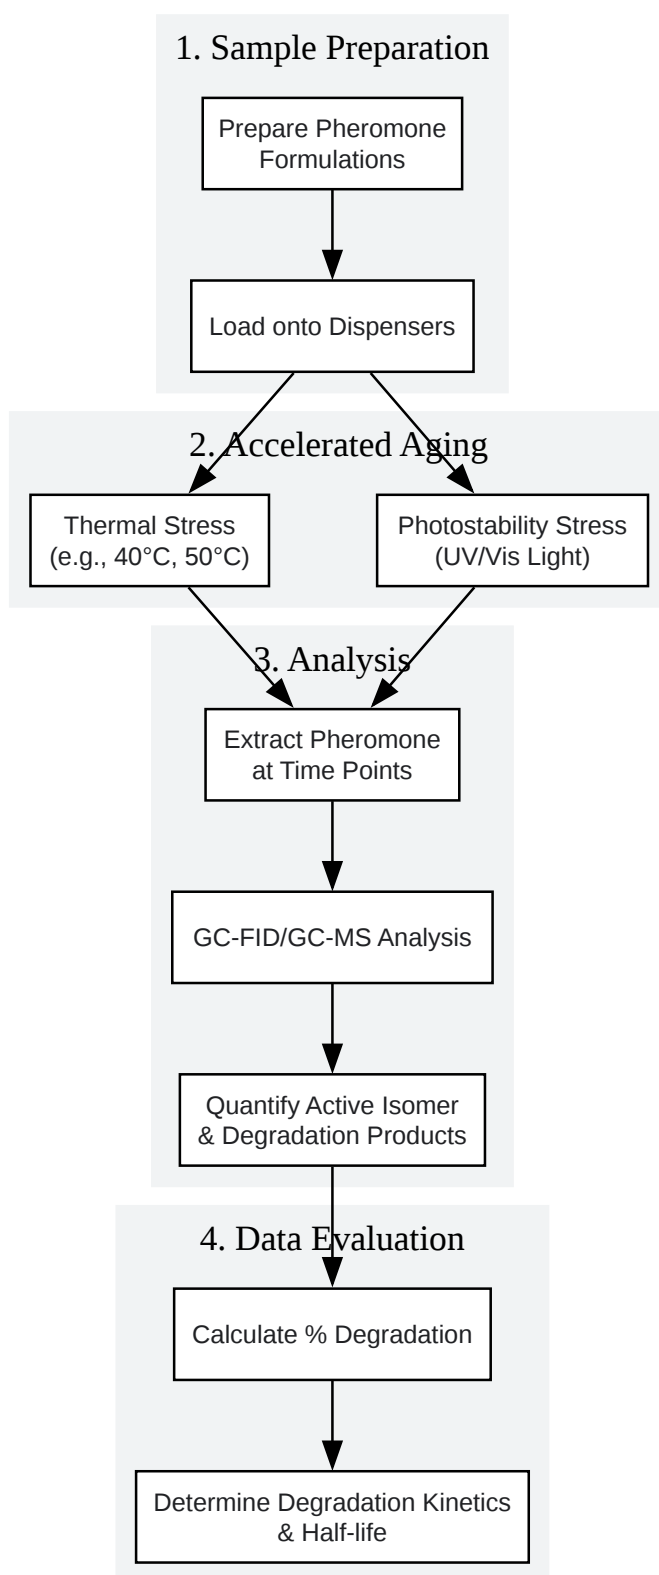 1. Sample Preparation
Prepare Pheromone
Formulations
Load onto Dispensers
2. Accelerated Aging
Thermal Stress
(e.g., 40°C, 50°C)
Photostability Stress
(UV/Vis Light)
3. Analysis
Extract Pheromone
at Time Points
GC-FID/GC-MS Analysis
Quantify Active Isomer
& Degradation Products
4. Data Evaluation
Calculate % Degradation
Determine Degradation Kinetics
& Half-life